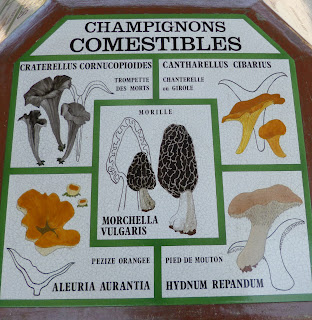 CHAMPIGNONS
COMESTIBLES
CRATERELLUS CORNUCOPIOIDES
TROMPETTE
DES MORTS
CANTHARELLUS CIBARIUS
CHANTERELLE
OU GIROLE
MORILLE
MORCHELLA
VULGARIS
PEZIZE ORANGEE
ALEURIA AURANTIA
PIED DE MOUTON
HYDNUM REPANDUM